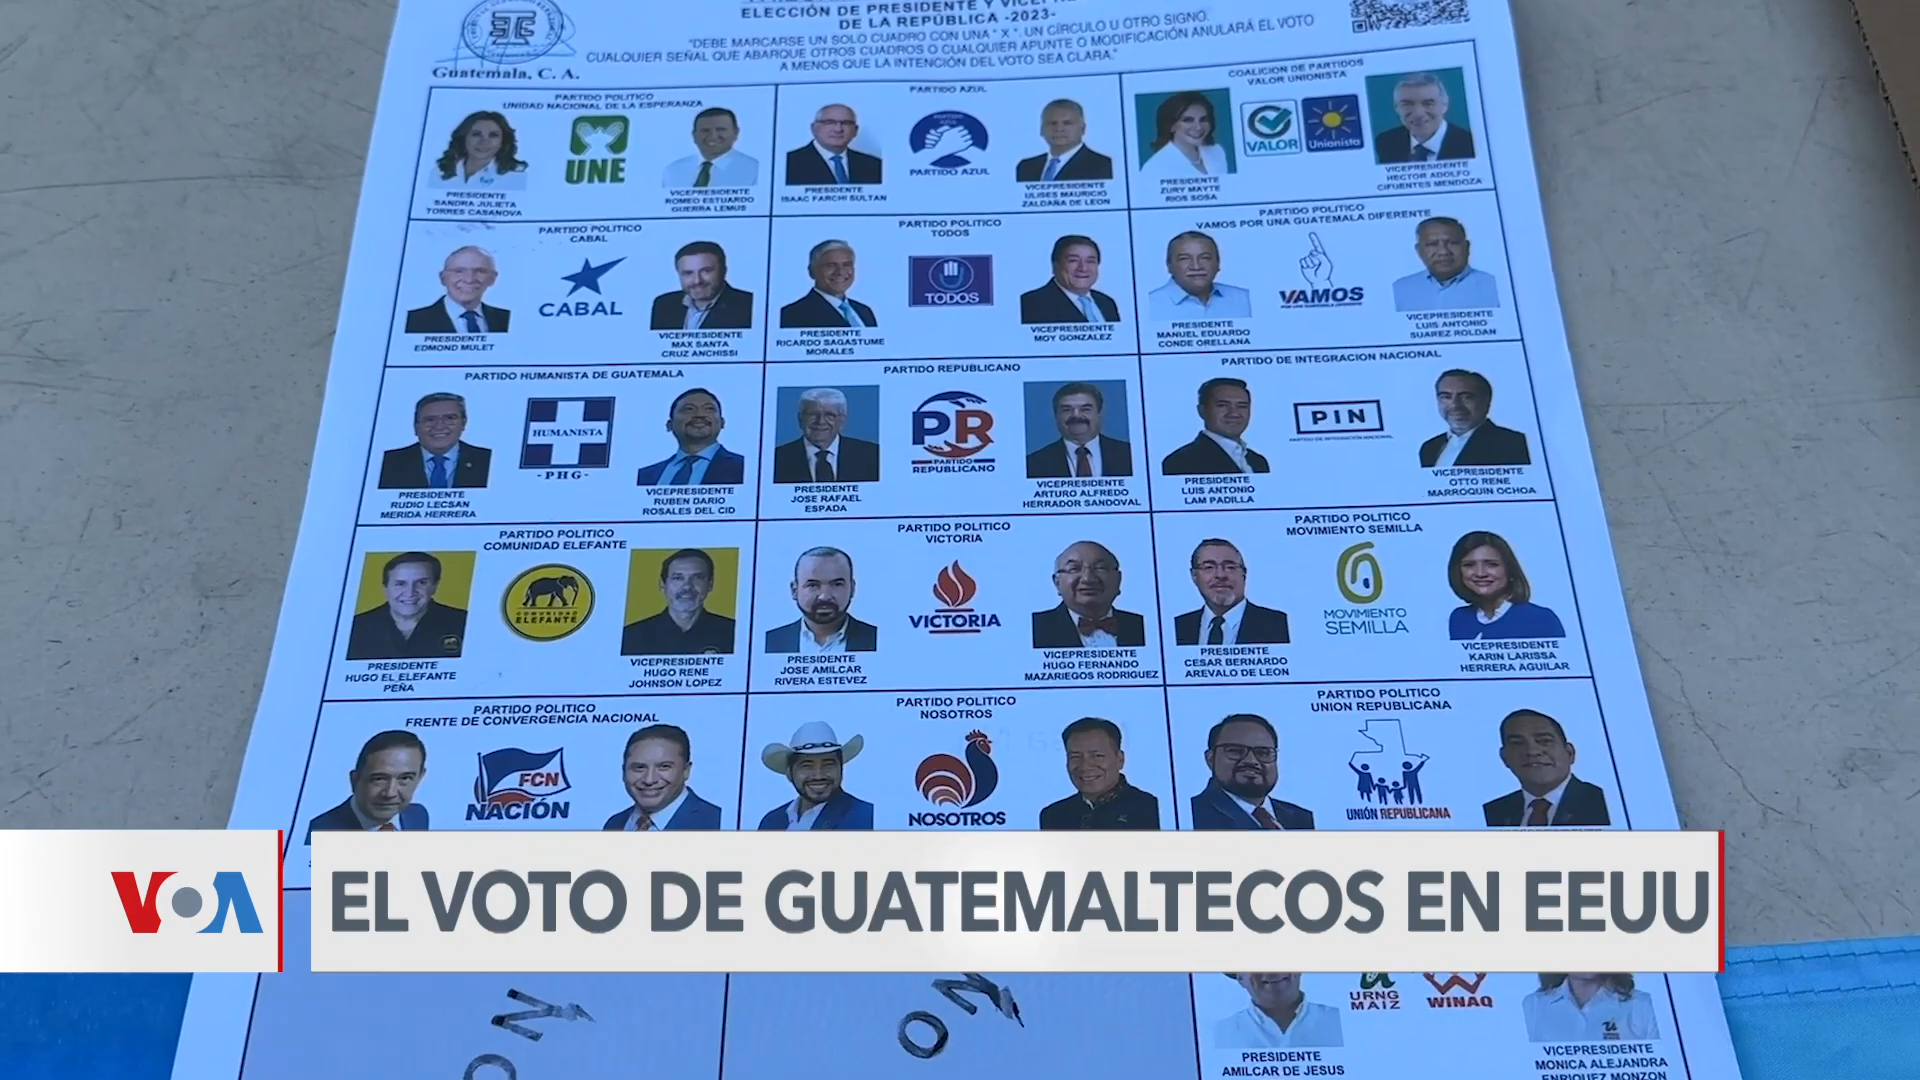 ELECCIÓN DE PRESIDENTE Y
DE LA REPÚBLICA -2023-
"DEBE MARCARSE UN SOLO CUADRO CON UNA " X ", UN CÍRCULO U OTRO SIGNO.
CUALQUIER SEÑAL QUE ABARQUE OTROS CUADROS O CUALQUIER APUNTE O MODIFICACIÓN ANULARÁ EL VOTO
A MENOS QUE LA INTENCIÓN DEL VOTO SEA CLARA."
Guatemala, C. A.
PARTIDO POLITICO
UNIDAD NACIONAL DE LA ESPERANZA
UNE
PRESIDENTE
SANDRA JULIETA
TORRES CASANOVA
VICEPRESIDENTE
ROMEO ESTUARDO
GUERRA LEMUS
PARTIDO AZUL
PARTIDO
AZUL
PARTIDO AZUL
PRESIDENTE
ISAAC FARCHI SULTAN
VICEPRESIDENTE
ULISES MAURICIO
ZALDAÑA DE LEON
COALICION DE PARTIDOS
VALOR UNIONISTA
VALOR
Unionista
PRESIDENTE
ZURY MAYTE
RIOS SOSA
VICEPRESIDENTE
HECTOR ADOLFO
CIFUENTES MENDOZA
PARTIDO POLITICO
CABAL
CABAL
PRESIDENTE
EDMOND MULET
VICEPRESIDENTE
MAX SANTA
CRUZ ANCHISSI
PARTIDO POLITICO
TODOS
TODOS
PRESIDENTE
RICARDO SAGASTUME
MORALES
VICEPRESIDENTE
MOY GONZALEZ
PARTIDO POLITICO
VAMOS POR UNA GUATEMALA DIFERENTE
VAMOS
PRESIDENTE
MANUEL EDUARDO
CONDE ORELLANA
VICEPRESIDENTE
LUIS ANTONIO
SUAREZ ROLDAN
PARTIDO HUMANISTA DE GUATEMALA
HUMANISTA
-PHG-
PRESIDENTE
RUDIO LECSAN
MERIDA HERRERA
VICEPRESIDENTE
RUBEN DARIO
ROSALES DEL CID
PARTIDO REPUBLICANO
PR
PARTIDO
REPUBLICANO
PRESIDENTE
JOSE RAFAEL
ESPADA
VICEPRESIDENTE
ARTURO ALFREDO
HERRADOR SANDOVAL
PARTIDO DE INTEGRACION NACIONAL
PIN
PARTIDO DE INTEGRACIÓN NACIONAL
PRESIDENTE
LUIS ANTONIO
LAM PADILLA
VICEPRESIDENTE
OTTO RENE
MARROQUIN OCHOA
PARTIDO POLITICO
COMUNIDAD ELEFANTE
COMUNIDAD
ELEFANTE
PRESIDENTE
HUGO EL ELEFANTE
PEÑA
VICEPRESIDENTE
HUGO RENE
JOHNSON LOPEZ
PARTIDO POLITICO
VICTORIA
VICTORIA
PRESIDENTE
JOSE AMILCAR
RIVERA ESTEVEZ
VICEPRESIDENTE
HUGO FERNANDO
MAZARIEGOS RODRIGUEZ
PARTIDO POLITICO
MOVIMIENTO SEMILLA
MOVIMIENTO
SEMILLA
PRESIDENTE
CESAR BERNARDO
AREVALO DE LEON
VICEPRESIDENTE
KARIN LARISSA
HERRERA AGUILAR
PARTIDO POLITICO
FRENTE DE CONVERGENCIA NACIONAL
FCN
NACIÓN
PARTIDO POLITICO
NOSOTROS
NOSOTROS
PARTIDO POLITICO
UNION REPUBLICANA
UNIÓN REPUBLICANA
VOA
EL VOTO DE GUATEMALTECOS EN EEUU
URNG
MAIZ
WINAQ
PRESIDENTE
AMILCAR DE JESUS
VICEPRESIDENTE
MONICA ALEJANDRA
ENRIQUEZ MONZON